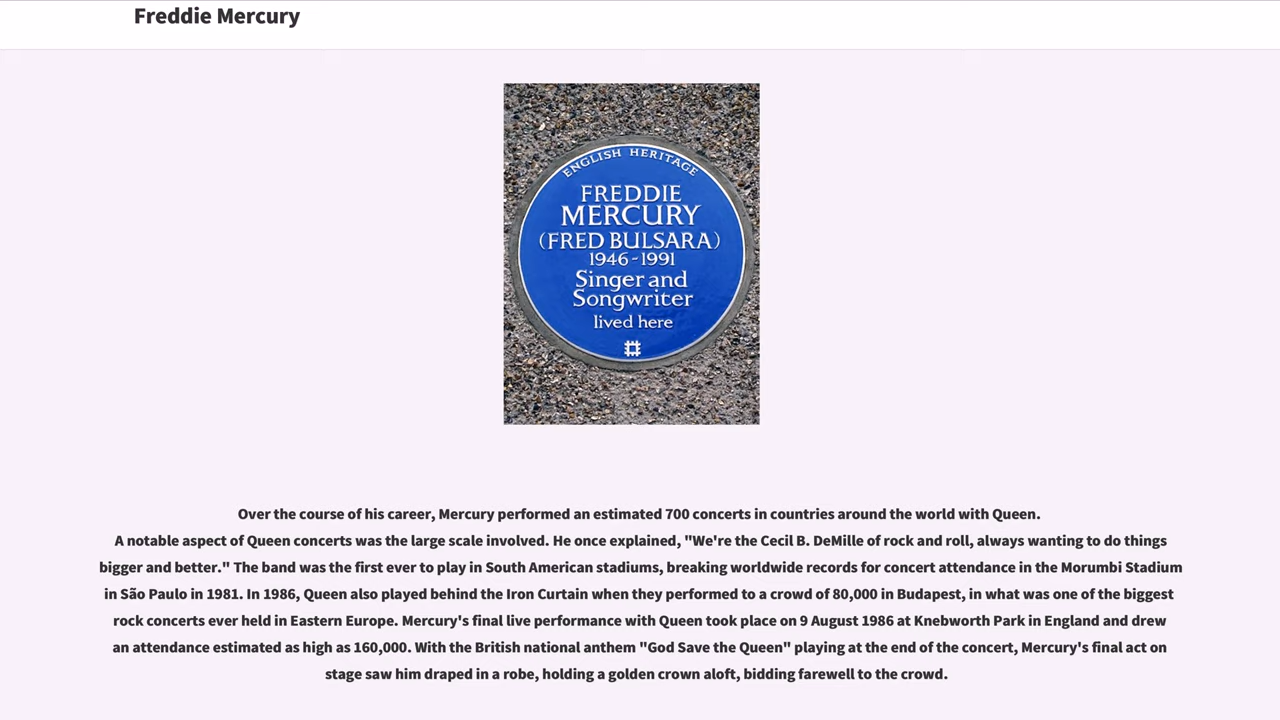 Freddie Mercury
ENGLISH HERITAGE
FREDDIE
MERCURY
(FRED BULSARA)
1946-1991
Singer and
Songwriter
lived here
Over the course of his career, Mercury performed an estimated 700 concerts in countries around the world with Queen.
A notable aspect of Queen concerts was the large scale involved. He once explained, "We're the Cecil B. DeMille of rock and roll, always wanting to do things
bigger and better." The band was the first ever to play in South American stadiums, breaking worldwide records for concert attendance in the Morumbi Stadium
in São Paulo in 1981. In 1986, Queen also played behind the Iron Curtain when they performed to a crowd of 80,000 in Budapest, in what was one of the biggest
rock concerts ever held in Eastern Europe. Mercury's final live performance with Queen took place on 9 August 1986 at Knebworth Park in England and drew
an attendance estimated as high as 160,000. With the British national anthem "God Save the Queen" playing at the end of the concert, Mercury's final act on
stage saw him draped in a robe, holding a golden crown aloft, bidding farewell to the crowd.